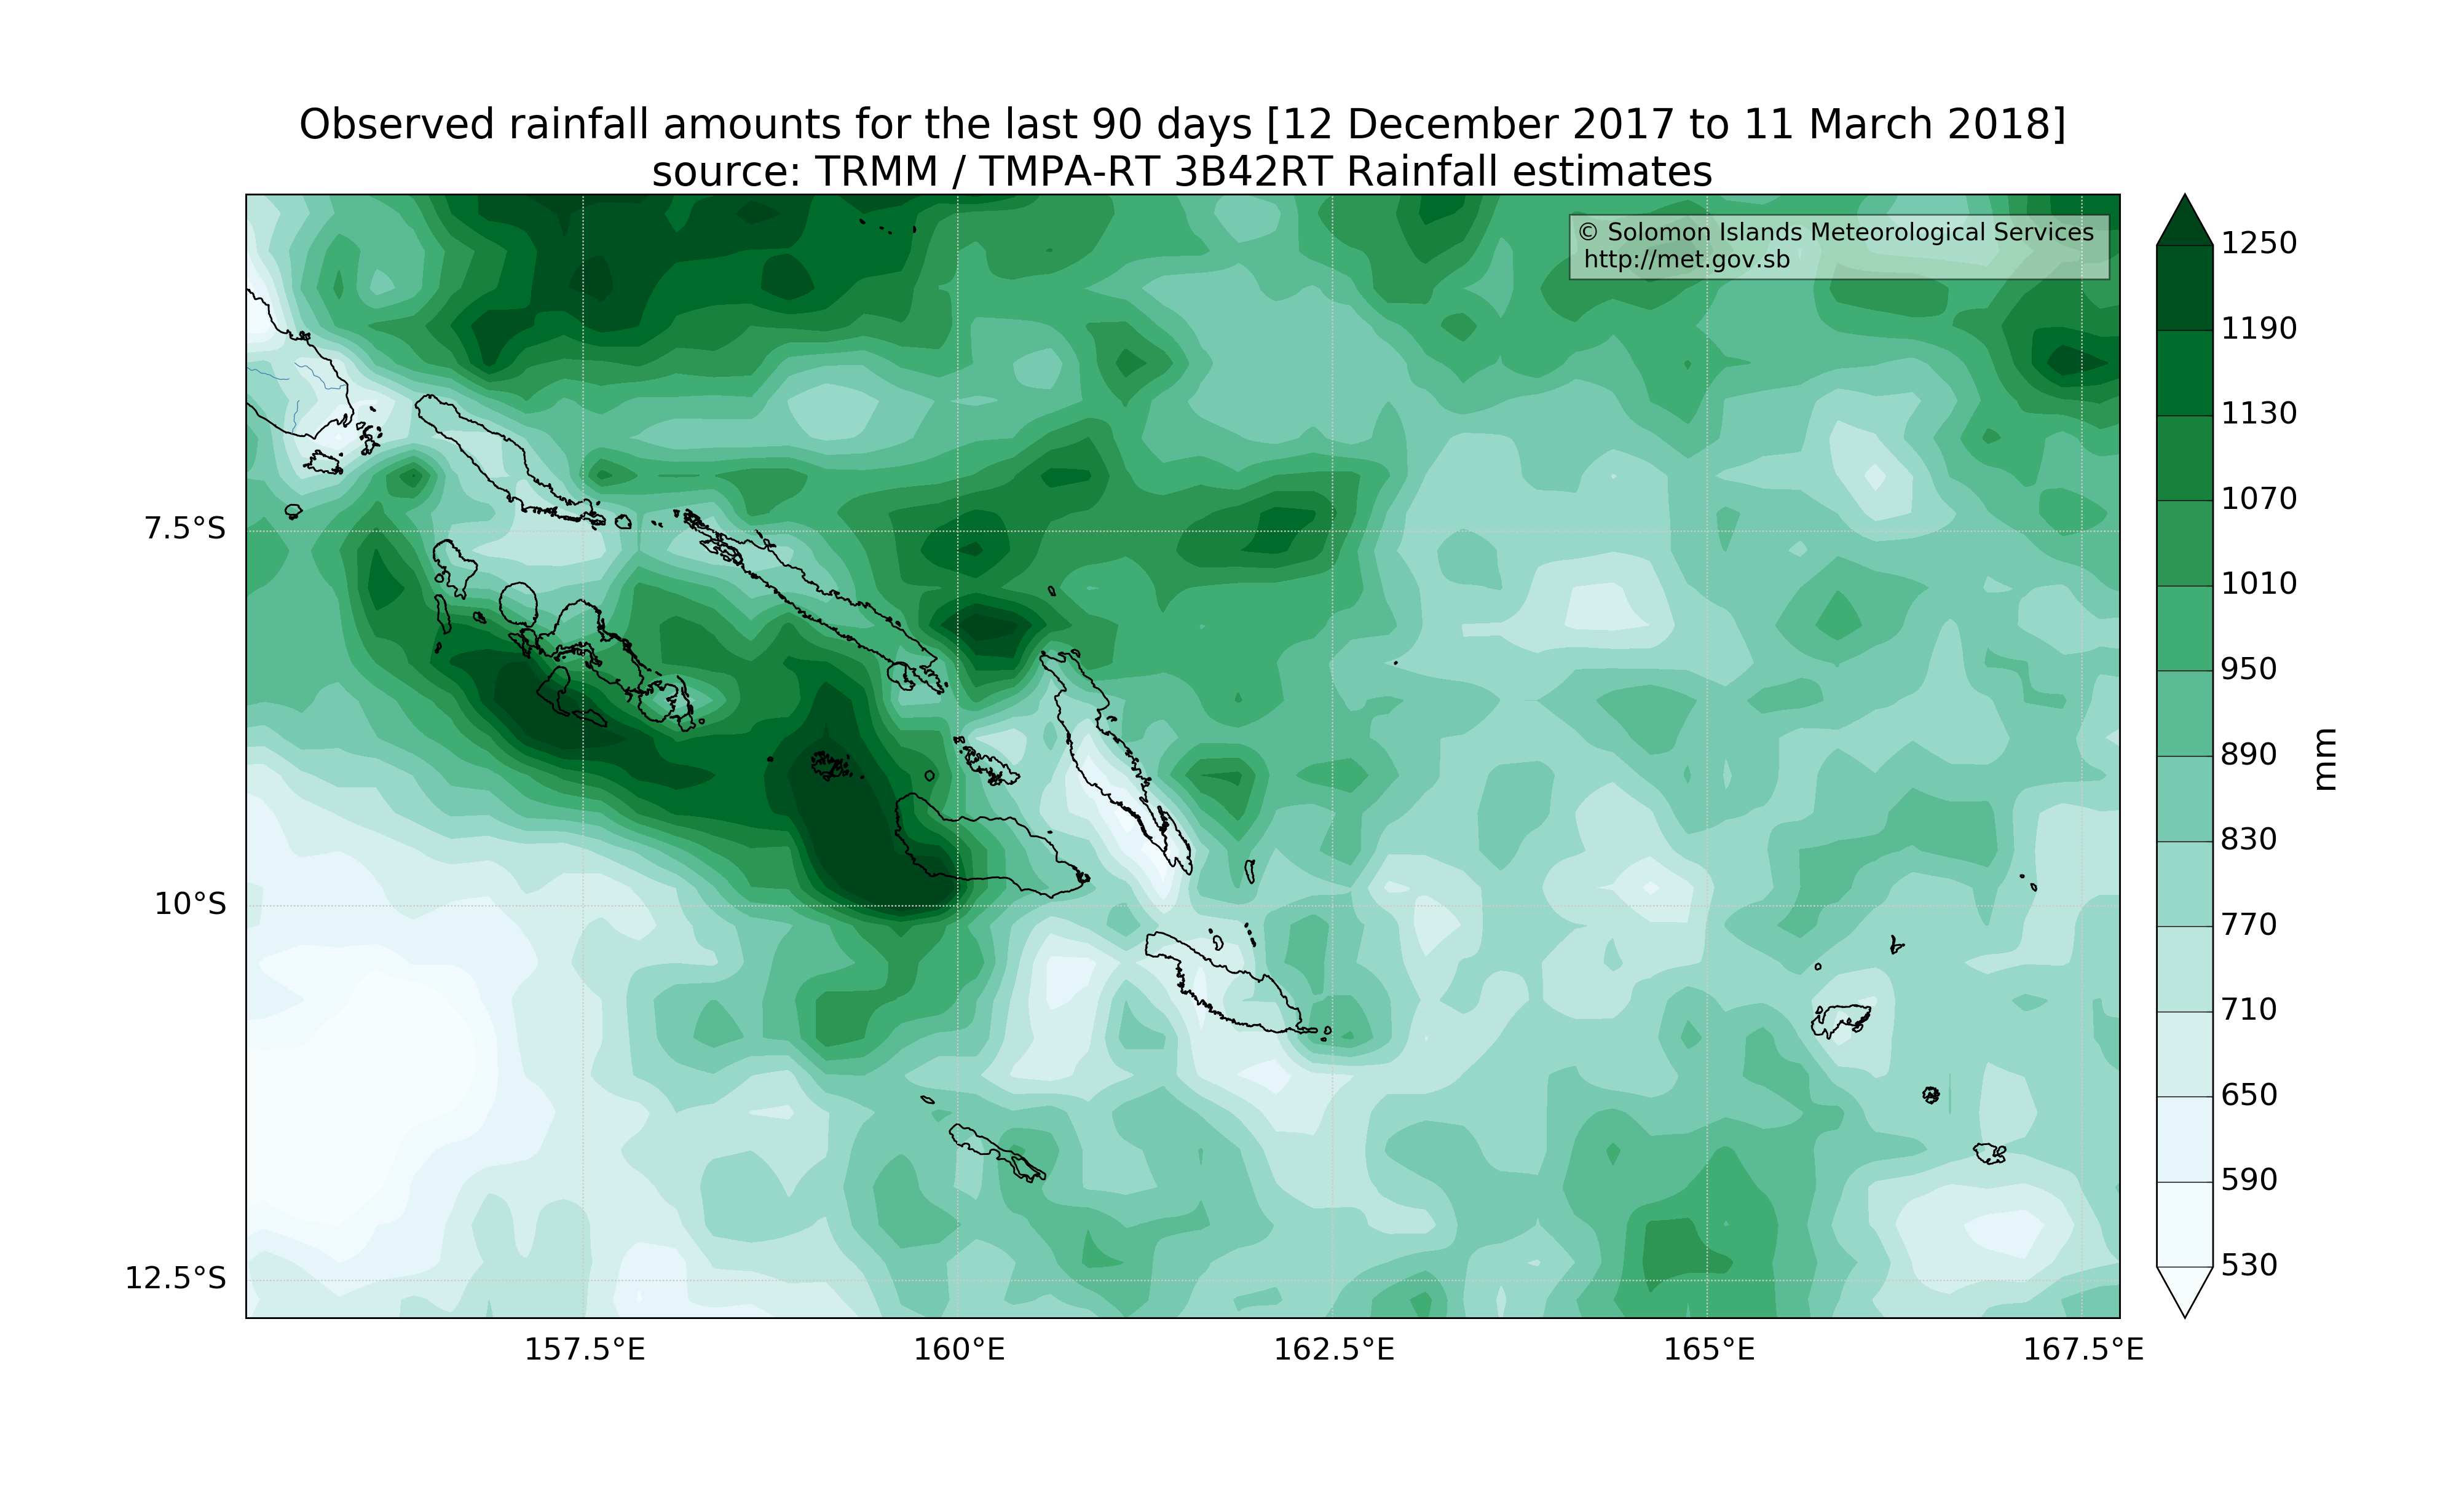 Observed rainfall amounts for the last 90 days [12 December 2017 to 11 March 2018]
source: TRMM / TMPA-RT 3B42RT Rainfall estimates
© Solomon Islands Meteorological Services
http://met.gov.sb
7.5°S
10°S
12.5°S
157.5°E
160°E
162.5°E
165°E
167.5°E
1250
1190
1130
1070
1010
950
890
830
770
710
650
590
530
mm